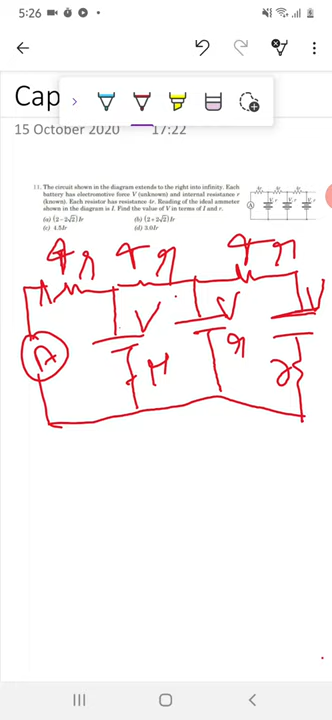 5:26
Cap
15 October 2020 17:22
11. The circuit shown in the diagram extends to the right into infinity. Each
battery has electromotive force V (unknown) and internal resistance r
(known). Each resistor has resistance 4r. Reading of the ideal ammeter
shown in the diagram is I. Find the value of V in terms of I and r.
(a) (2 - 2√2) Ir (b) (2 + 2√2) Ir
(c) 4.5Ir (d) 3.0Ir
4r 4r 4r
A V V V
r r r